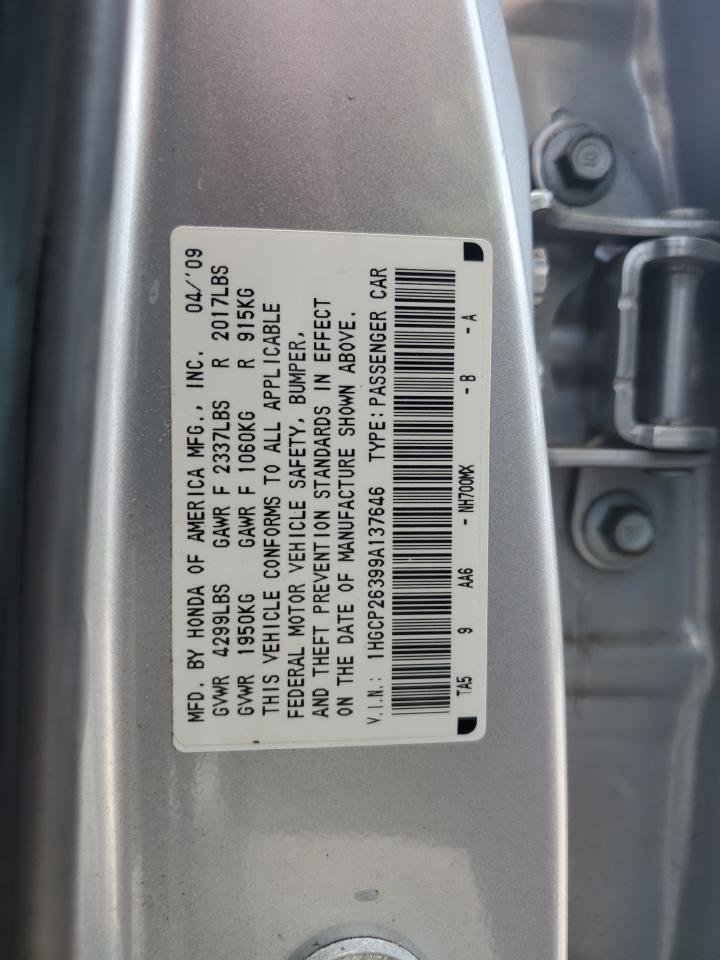 MFD. BY HONDA OF AMERICA MFG., INC. 04/'09
GVWR 4299LBS GAWR F 2337LBS R 2017LBS
GVWR 1950KG GAWR F 1060KG R 915KG
THIS VEHICLE CONFORMS TO ALL APPLICABLE
FEDERAL MOTOR VEHICLE SAFETY, BUMPER,
AND THEFT PREVENTION STANDARDS IN EFFECT
ON THE DATE OF MANUFACTURE SHOWN ABOVE.
V.I.N.: 1HGCP26399A137646 TYPE: PASSENGER CAR
TA5 9 AA6 - NH700MX - B - A
10